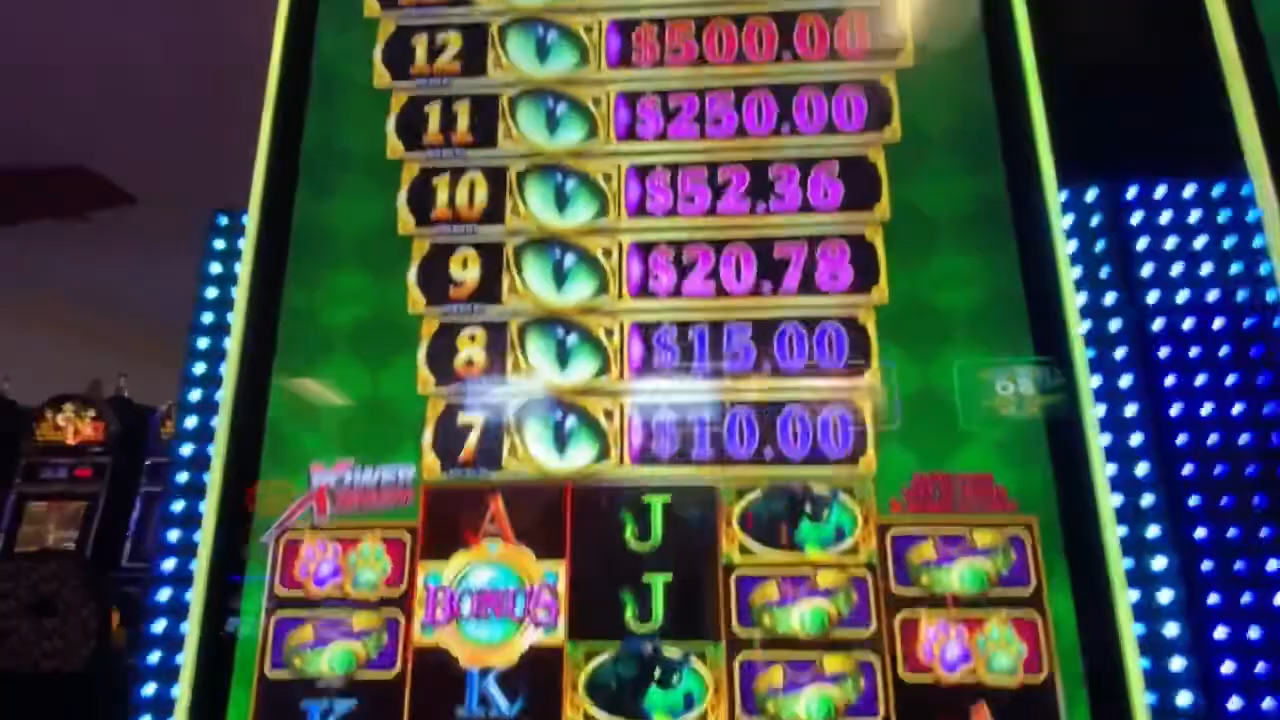 12 $500.00
11 $250.00
10 $52.36
9 $20.78
8 $15.00
7 $10.00
POWER
A
J
BONUS
J
K
K